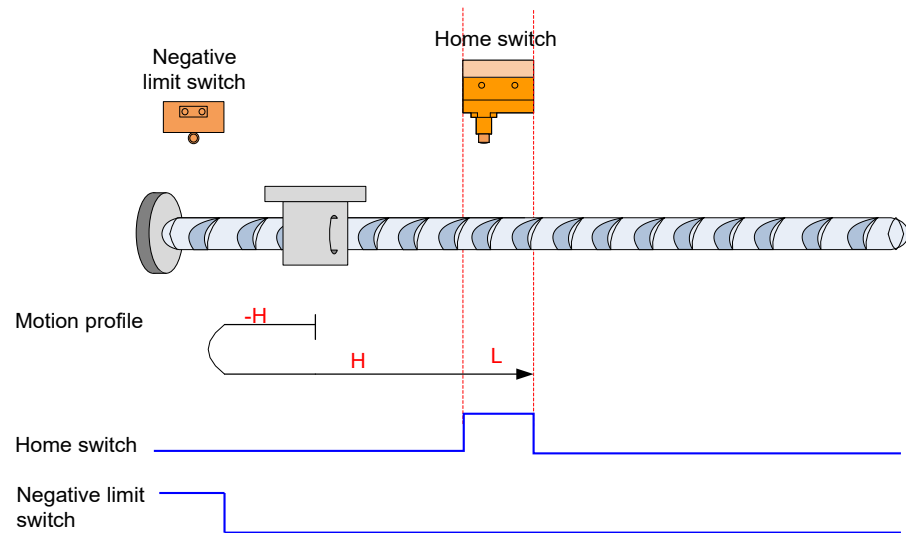 Home switch
Negative
limit switch
Motion profile
-H
H
L
Home switch
Negative limit
switch